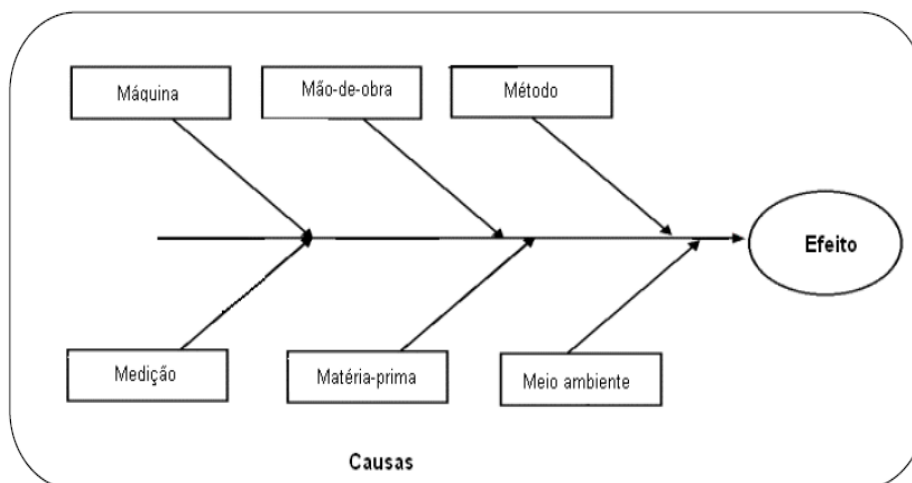 Máquina
Mão-de-obra
Método
Efeito
Medição
Matéria-prima
Meio ambiente
Causas